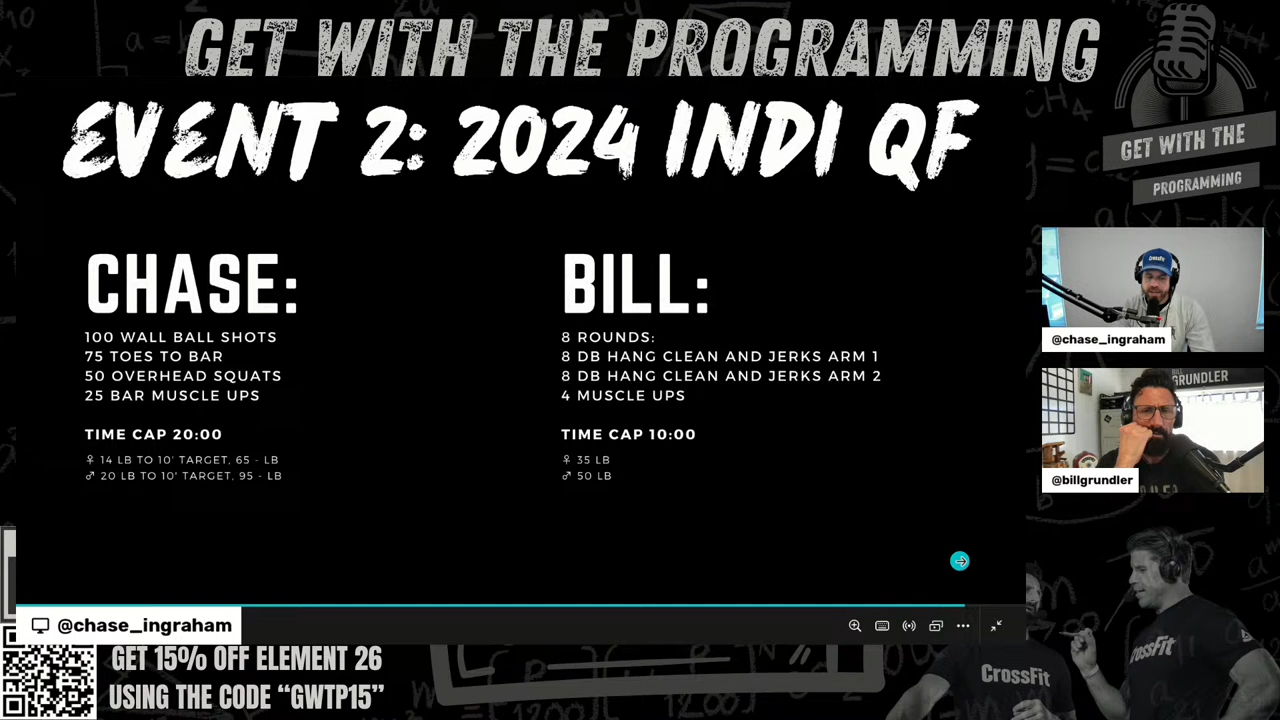 GET WITH THE PROGRAMMING
EVENT 2: 2024 INDI QF
GET WITH THE
PROGRAMMING
CHASE:
100 WALL BALL SHOTS
75 TOES TO BAR
50 OVERHEAD SQUATS
25 BAR MUSCLE UPS
TIME CAP 20:00
♀ 14 LB TO 10' TARGET, 65 - LB
♂ 20 LB TO 10' TARGET, 95 - LB
BILL:
8 ROUNDS:
8 DB HANG CLEAN AND JERKS ARM 1
8 DB HANG CLEAN AND JERKS ARM 2
4 MUSCLE UPS
TIME CAP 10:00
♀ 35 LB
♂ 50 LB
CrossFit
@chase_ingraham
BILL
GRUNDLER
@billgrundler
@chase_ingraham
GET 15% OFF ELEMENT 26
USING THE CODE “GWTP15”
CrossFit
CrossFit